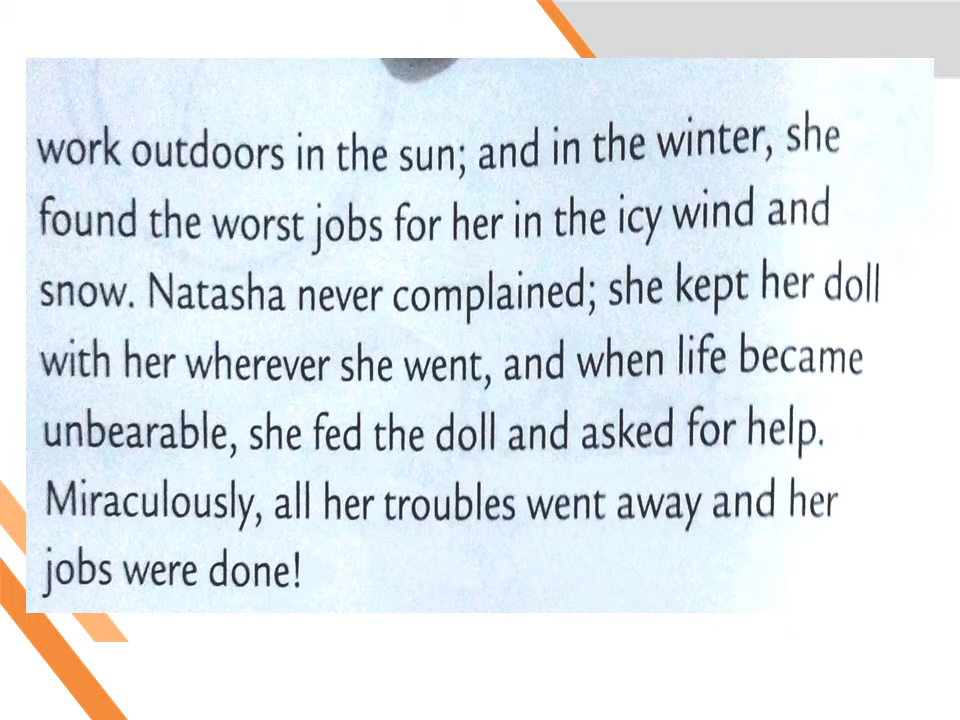 work outdoors in the sun; and in the winter, she
found the worst jobs for her in the icy wind and
snow. Natasha never complained; she kept her doll
with her wherever she went, and when life became
unbearable, she fed the doll and asked for help.
Miraculously, all her troubles went away and her
jobs were done!